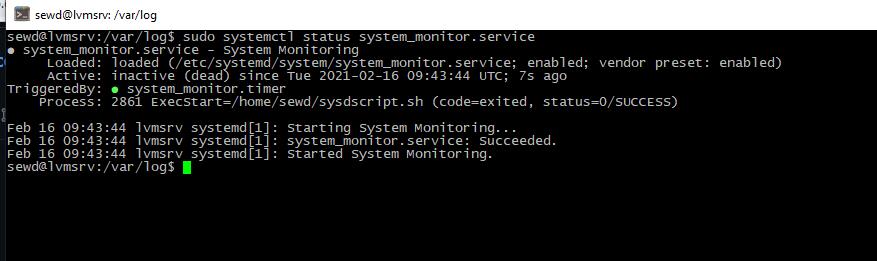 sewd@lvmsrv: /var/log
sewd@lvmsrv:/var/log$ sudo systemctl status system_monitor.service
● system_monitor.service - System Monitoring
Loaded: loaded (/etc/systemd/system/system_monitor.service; enabled; vendor preset: enabled)
Active: inactive (dead) since Tue 2021-02-16 09:43:44 UTC; 7s ago
TriggeredBy: ● system_monitor.timer
Process: 2861 ExecStart=/home/sewd/sysdscript.sh (code=exited, status=0/SUCCESS)
Feb 16 09:43:44 lvmsrv systemd[1]: Starting System Monitoring...
Feb 16 09:43:44 lvmsrv systemd[1]: system_monitor.service: Succeeded.
Feb 16 09:43:44 lvmsrv systemd[1]: Started System Monitoring.
sewd@lvmsrv:/var/log$